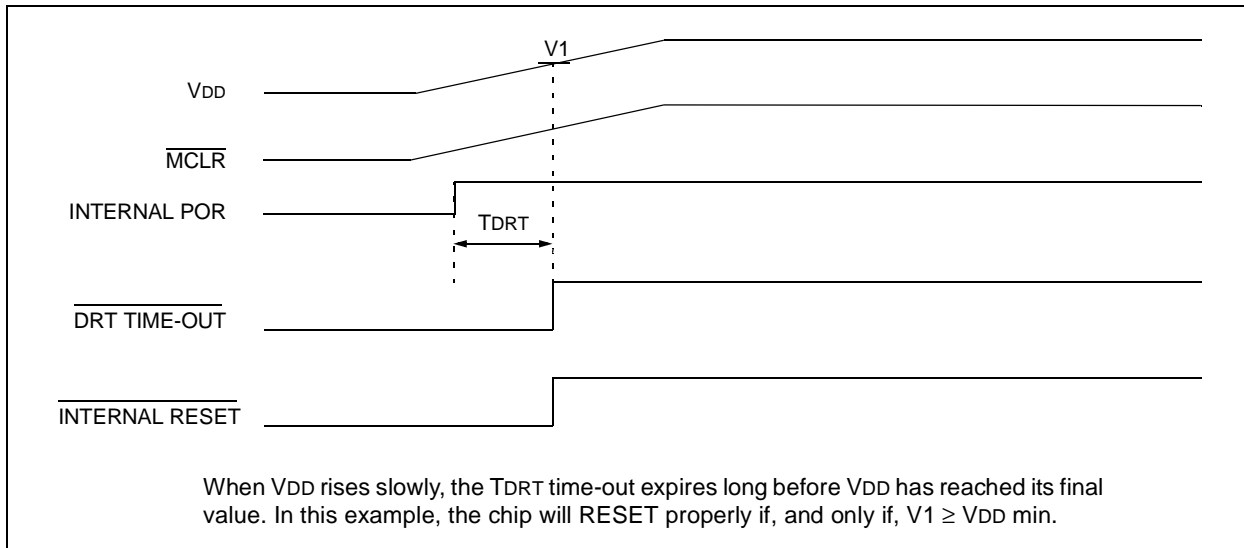 V1
VDD
MCLR
INTERNAL POR
TDRT
DRT TIME-OUT
INTERNAL RESET
When VDD rises slowly, the TDRT time-out expires long before VDD has reached its final
value. In this example, the chip will RESET properly if, and only if, V1 ≥ VDD min.